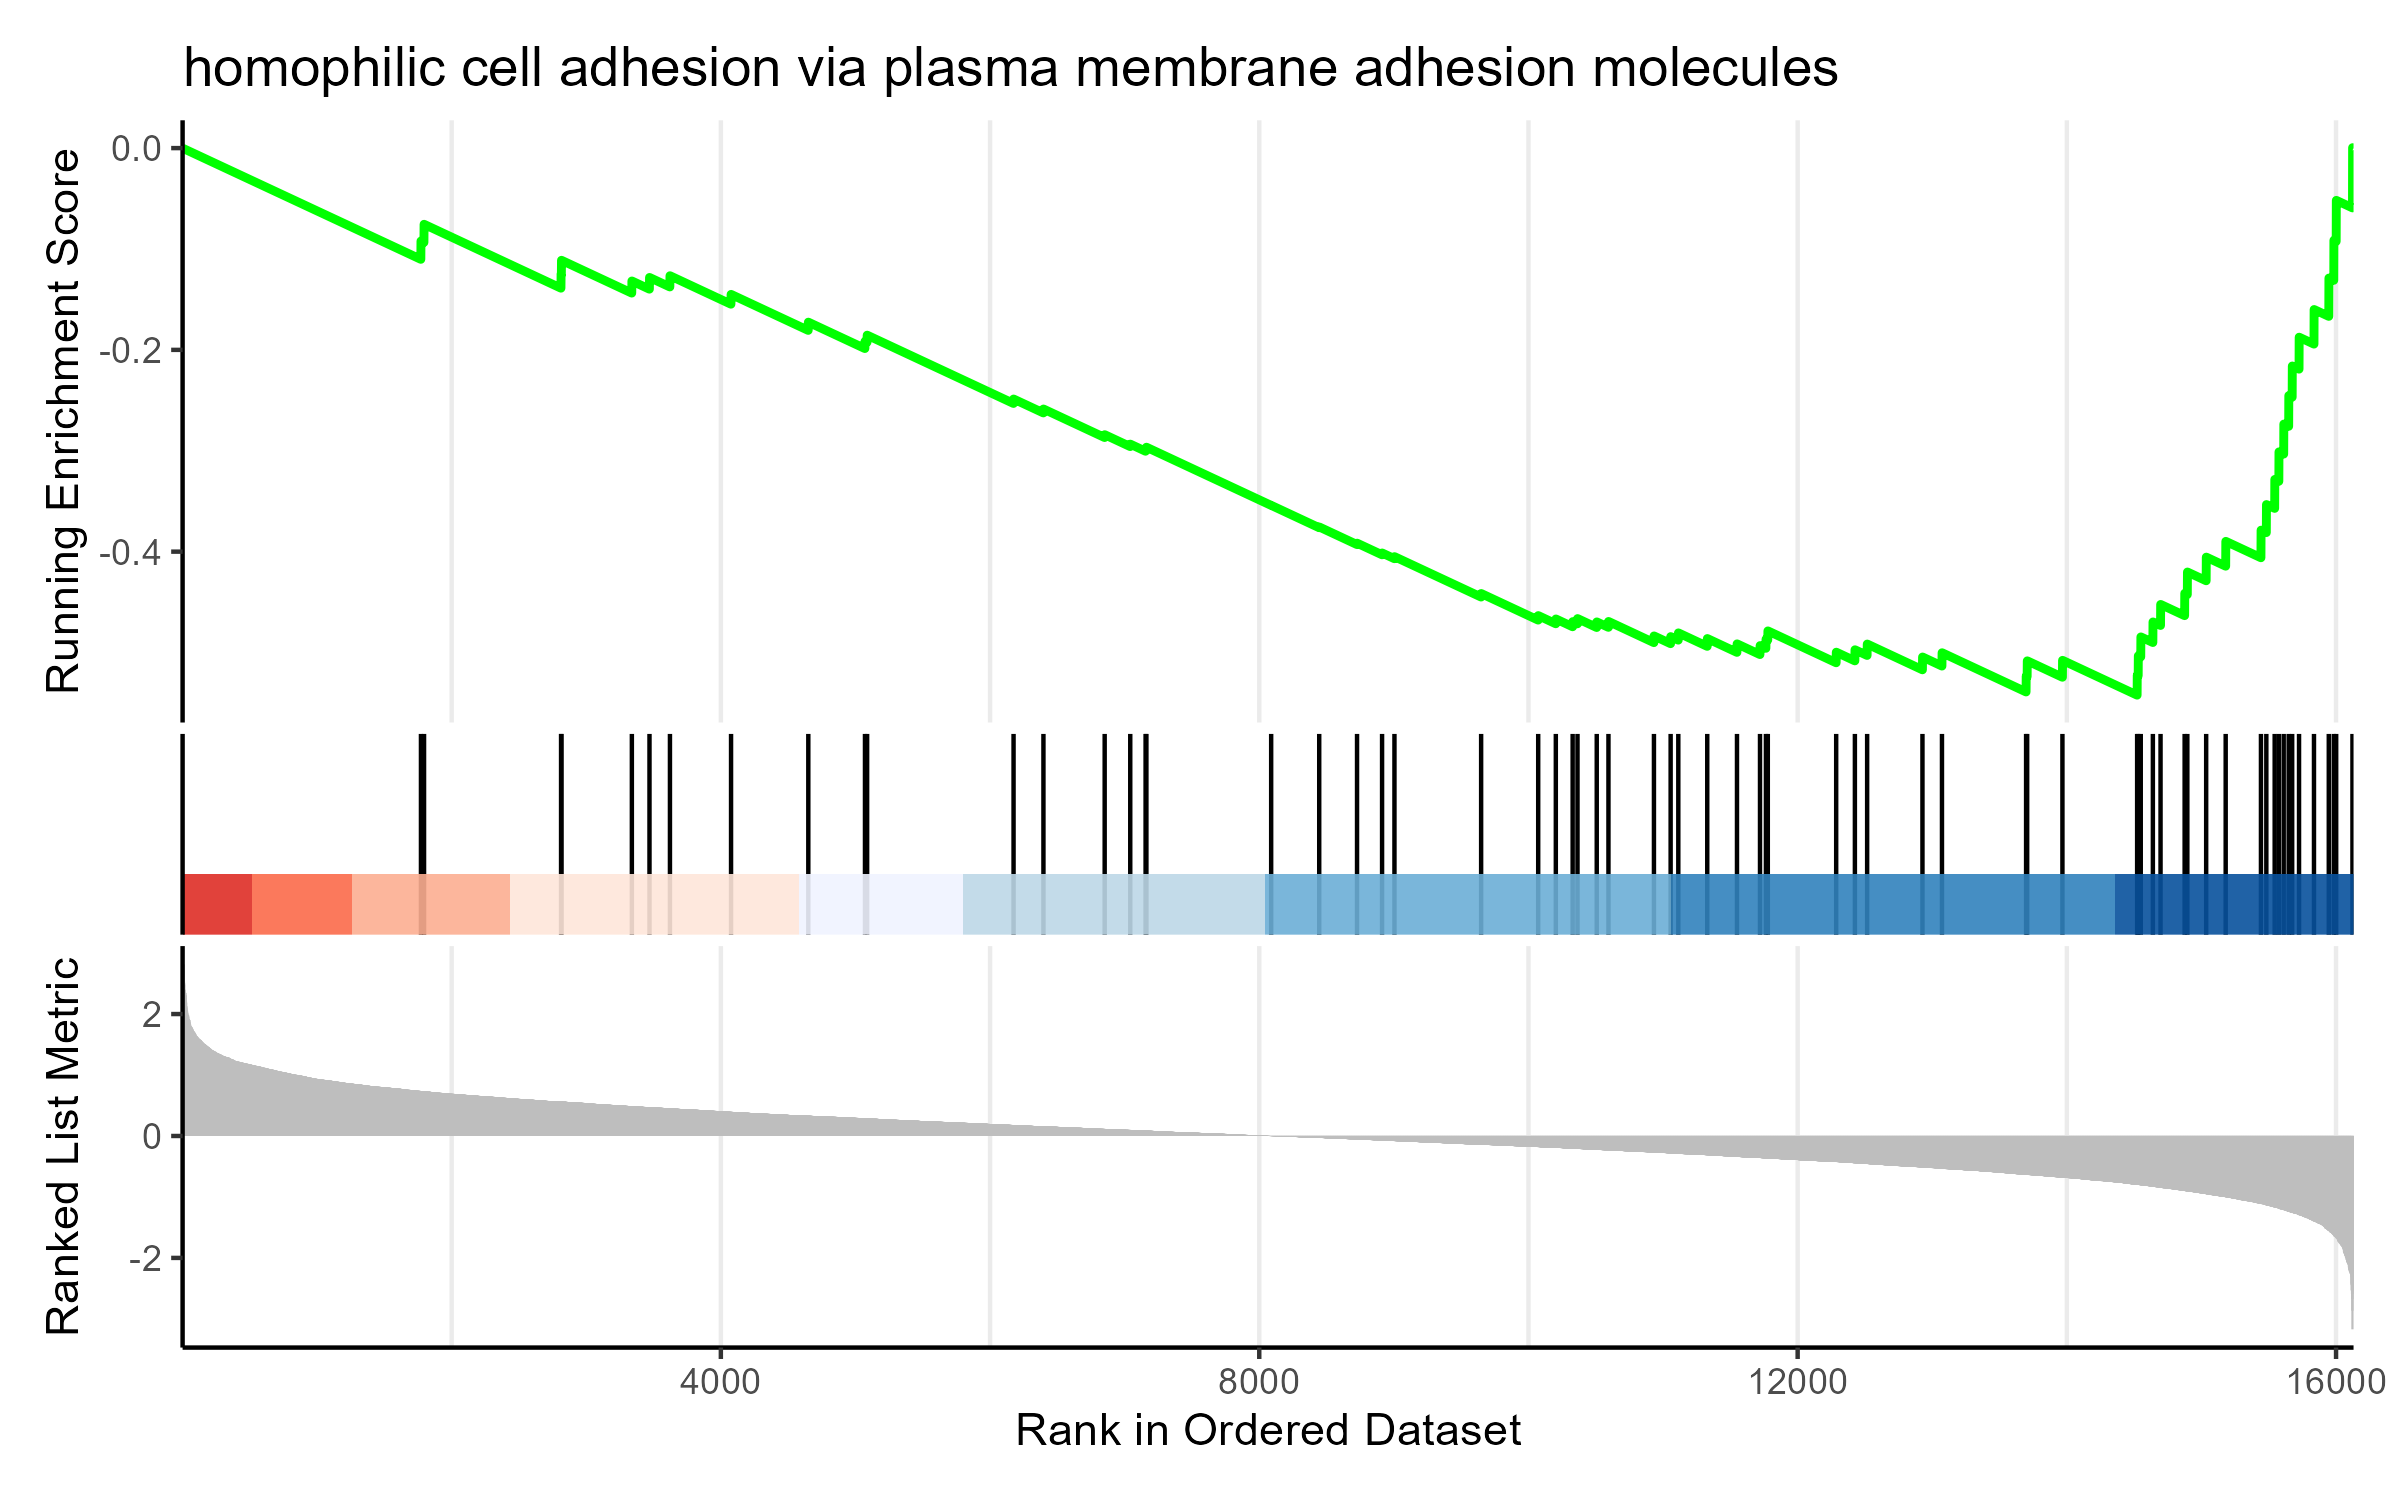 homophilic cell adhesion via plasma membrane adhesion molecules
Running Enrichment Score
0.0
-0.2
-0.4
Ranked List Metric
2
0
-2
4000
8000
12000
16000
Rank in Ordered Dataset